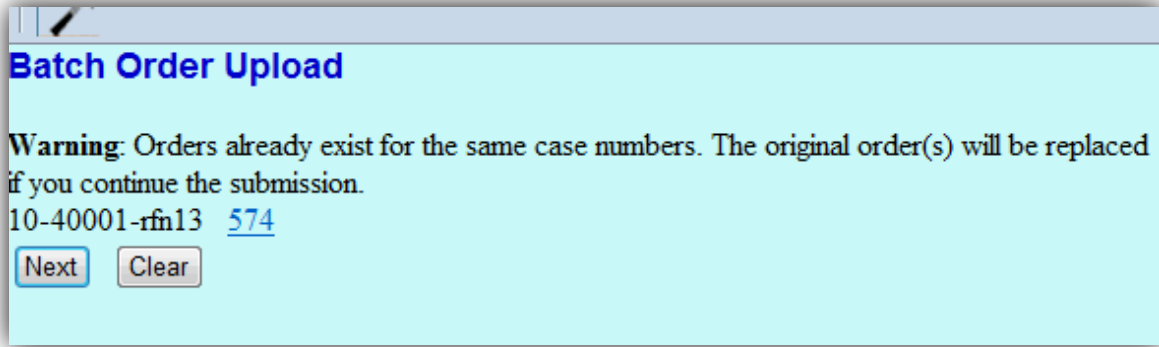 Batch Order Upload
Warning: Orders already exist for the same case numbers. The original order(s) will be replaced
if you continue the submission.
10-40001-rfn13 574
Next Clear